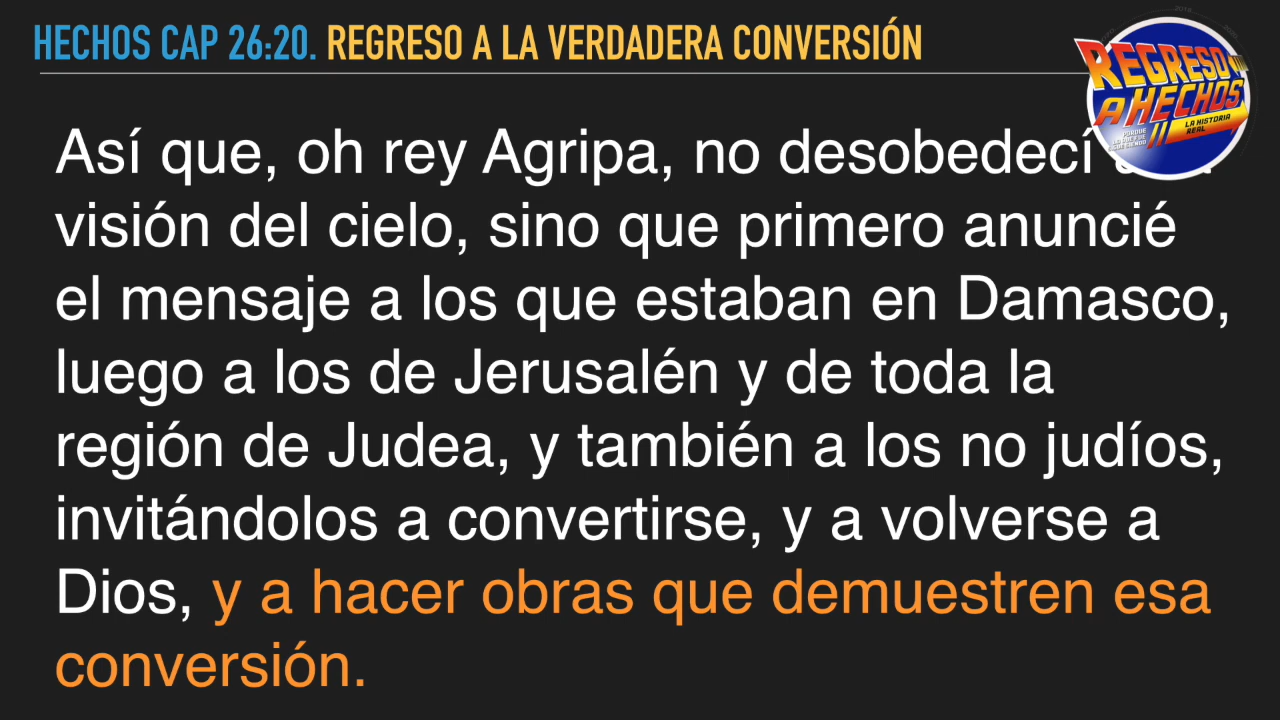 HECHOS CAP 26:20. REGRESO A LA VERDADERA CONVERSIÓN
REGRESO
A HECHOS
LA HISTORIA
REAL
Así que, oh rey Agripa, no desobedecí
visión del cielo, sino que primero anuncié
el mensaje a los que estaban en Damasco,
luego a los de Jerusalén y de toda la
región de Judea, y también a los no judíos,
invitándolos a convertirse, y a volverse a
Dios, y a hacer obras que demuestren esa
conversión.